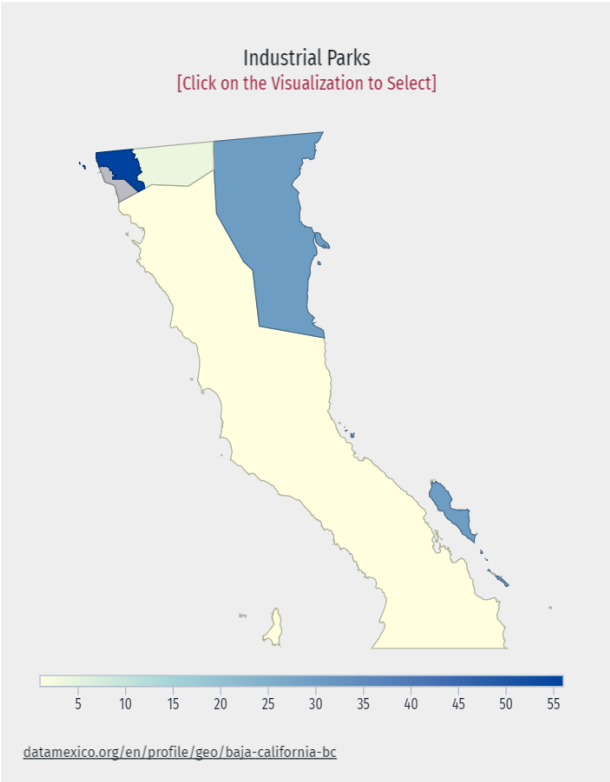 Industrial Parks
[Click on the Visualization to Select]
5 10 15 20 25 30 35 40 45 50 55
datamexico.org/en/profile/geo/baja-california-bc